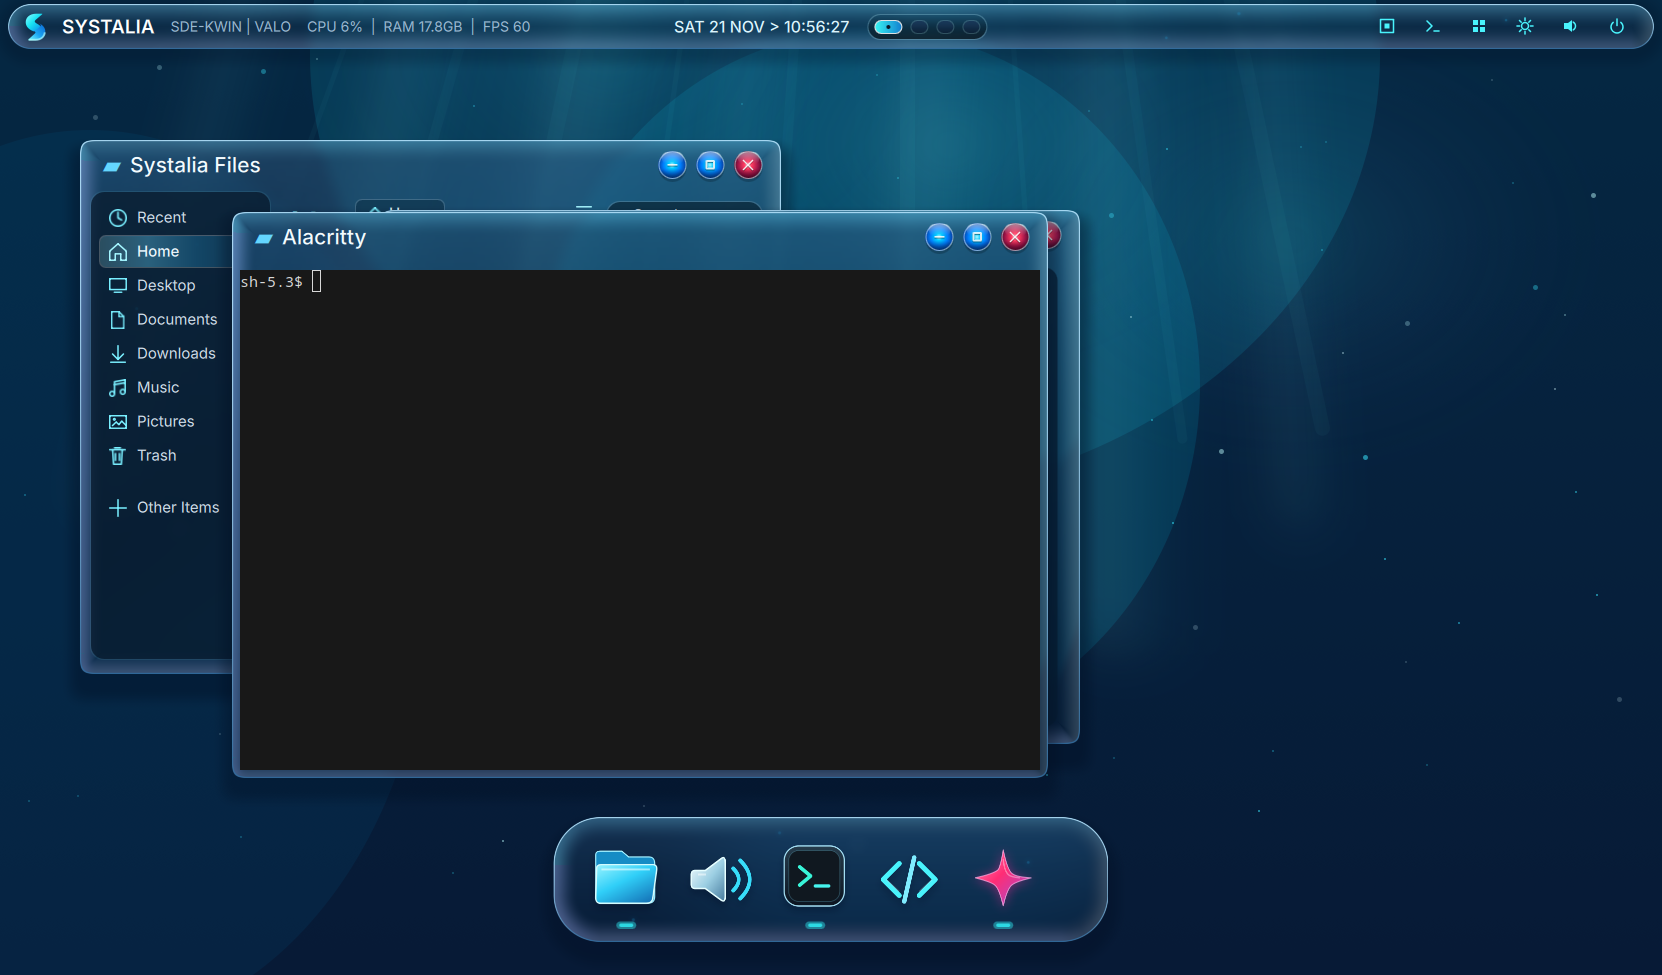 SYSTALIA SDE-KWIN | VALO CPU 6% | RAM 17.8GB | FPS 60 SAT 21 NOV > 10:56:27
Systalia Files
Recent
Home
Desktop
Documents
Downloads
Music
Pictures
Trash
Other Items
Alacritty
sh-5.3$